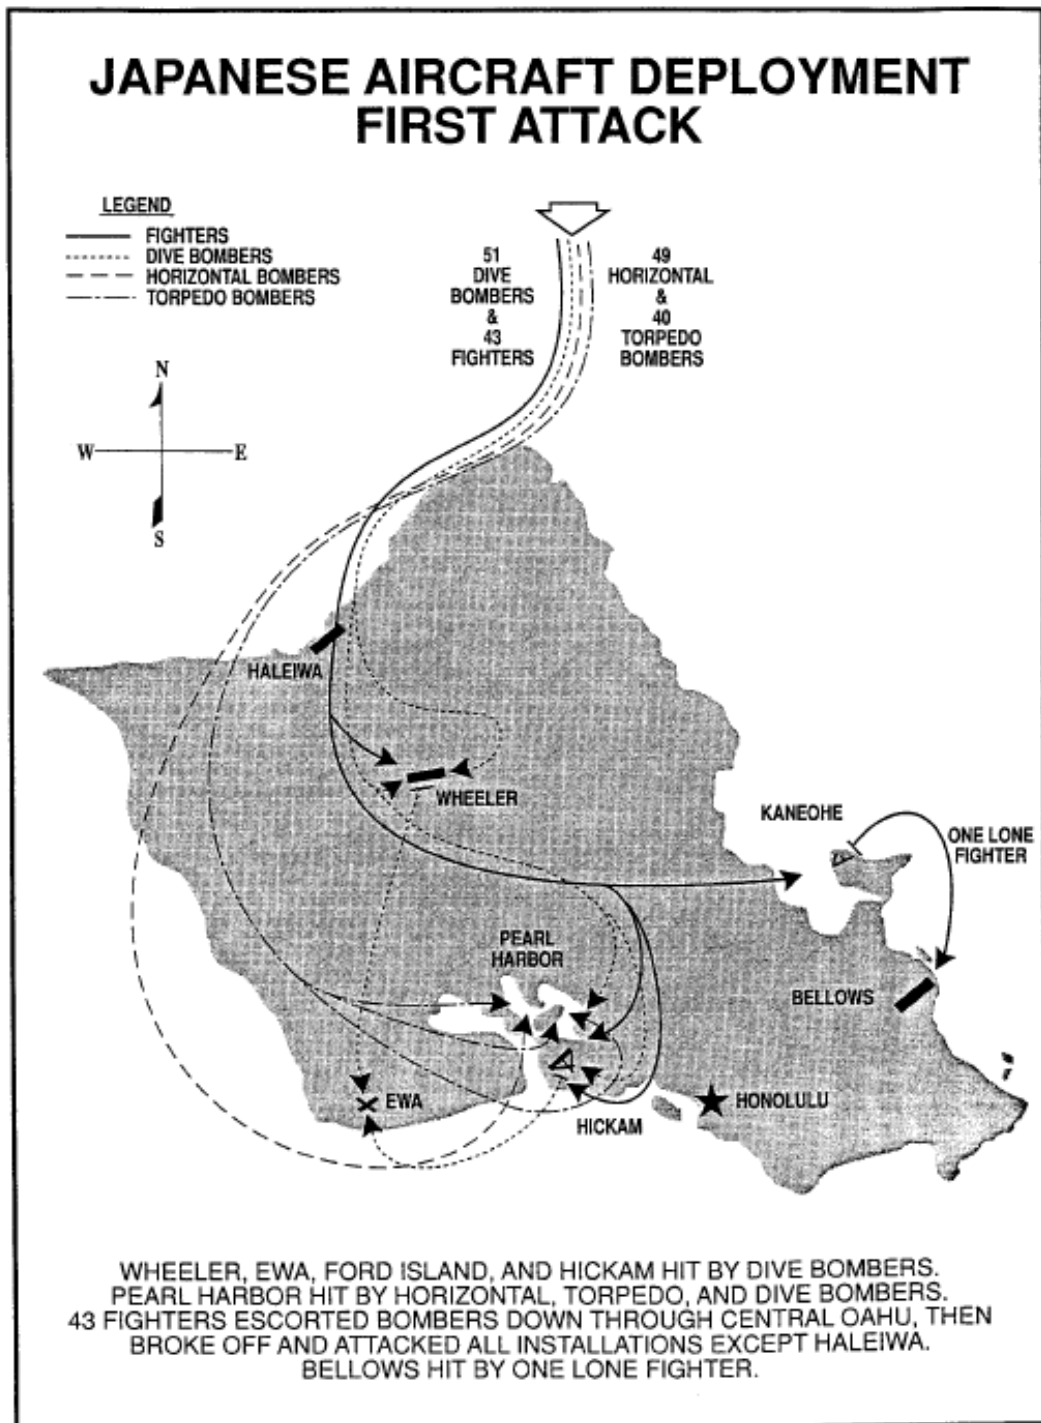 JAPANESE AIRCRAFT DEPLOYMENT
FIRST ATTACK
LEGEND
FIGHTERS
DIVE BOMBERS
HORIZONTAL BOMBERS
TORPEDO BOMBERS
51
DIVE
BOMBERS
&
43
FIGHTERS
49
HORIZONTAL
&
40
TORPEDO
BOMBERS
N
W
E
S
HALEIWA
WHEELER
KANEOHE
ONE LONE
FIGHTER
PEARL
HARBOR
BELLOWS
EWA
HONOLULU
HICKAM
WHEELER, EWA, FORD ISLAND, AND HICKAM HIT BY DIVE BOMBERS.
PEARL HARBOR HIT BY HORIZONTAL, TORPEDO, AND DIVE BOMBERS.
43 FIGHTERS ESCORTED BOMBERS DOWN THROUGH CENTRAL OAHU, THEN
BROKE OFF AND ATTACKED ALL INSTALLATIONS EXCEPT HALEIWA.
BELLOWS HIT BY ONE LONE FIGHTER.